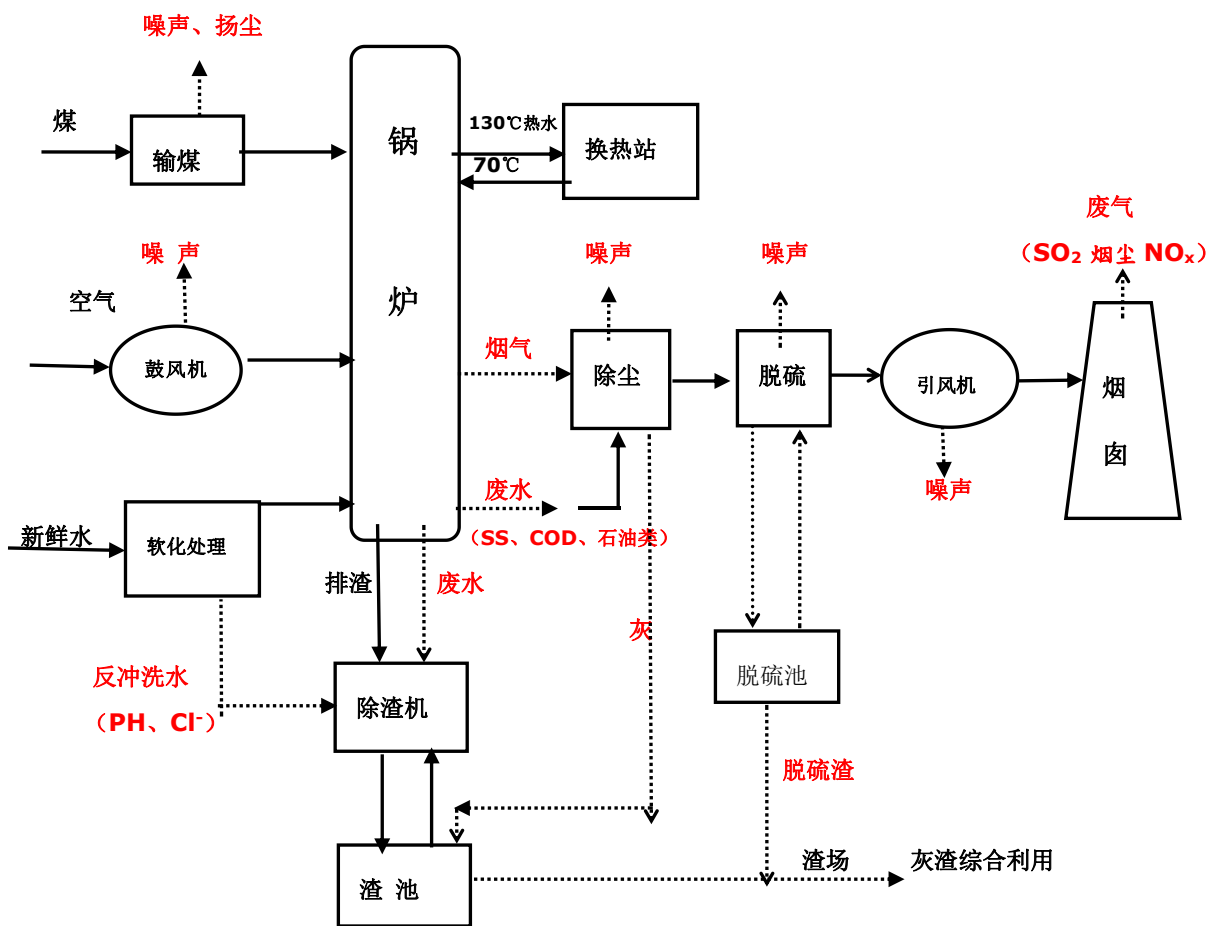 噪声、扬尘
煤
输煤
锅
炉
130℃热水
70℃
换热站
废气
（SO₂ 烟尘 NOₓ）
噪 声
噪声
噪声
空气
鼓风机
烟气
除尘
脱硫
引风机
烟
囱
噪声
废水
（SS、COD、石油类）
新鲜水
软化处理
排渣
废水
灰
脱硫池
反冲洗水
（PH、Cl⁻）
除渣机
脱硫渣
渣场
灰渣综合利用
渣 池